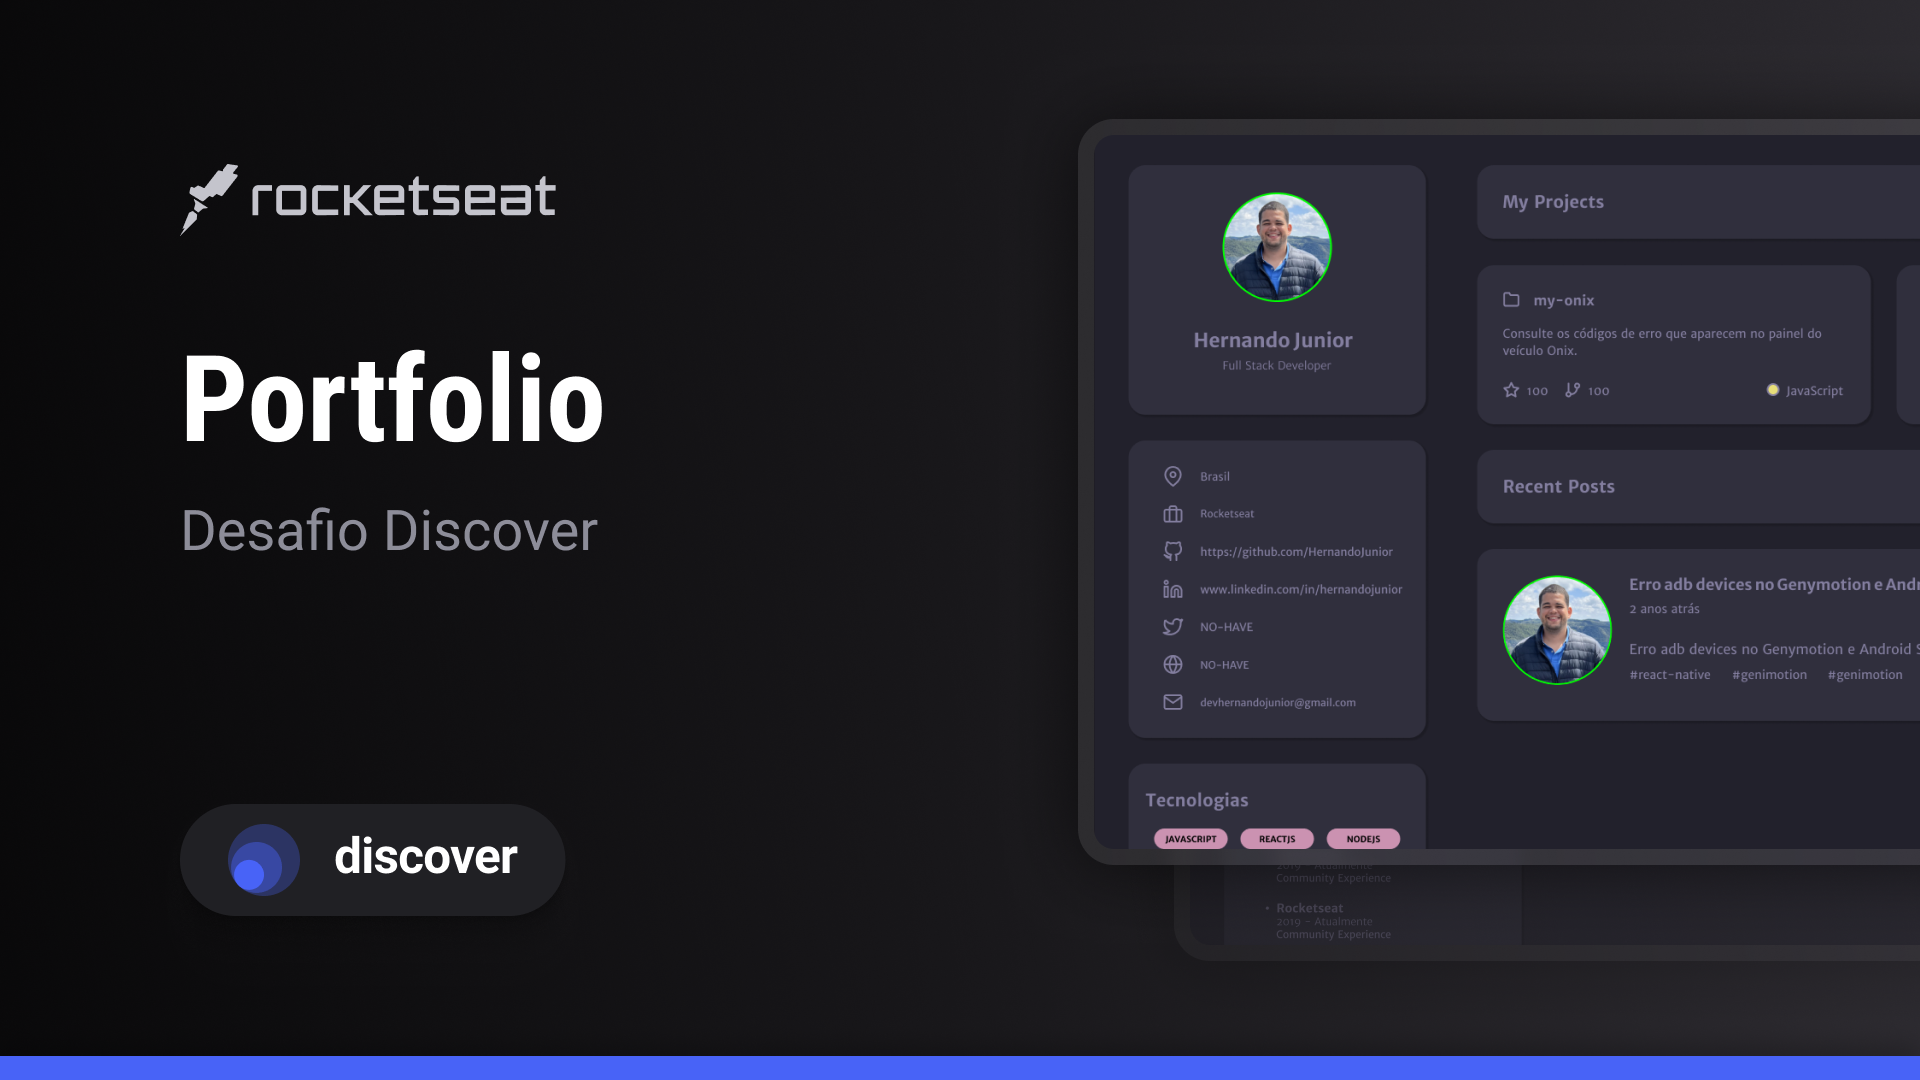 rocketseat
Portfolio
Desafio Discover
discover
Hernando Junior
Full Stack Developer
Brasil
Rocketseat
https://github.com/HernandoJunior
www.linkedin.com/in/hernandojunior
NO-HAVE
NO-HAVE
devhernandojunior@gmail.com
Tecnologias
JAVASCRIPT REACTJS NODEJS
My Projects
my-onix
Consulte os códigos de erro que aparecem no painel do
veículo Onix.
100 100 JavaScript
Recent Posts
Erro adb devices no Genymotion e
2 anos atrás
Erro adb devices no Genymotion e Android
#react-native #genimotion #genimotion
2019 - Atualmente
Community Experience
• Rocketseat
2019 - Atualmente
Community Experience